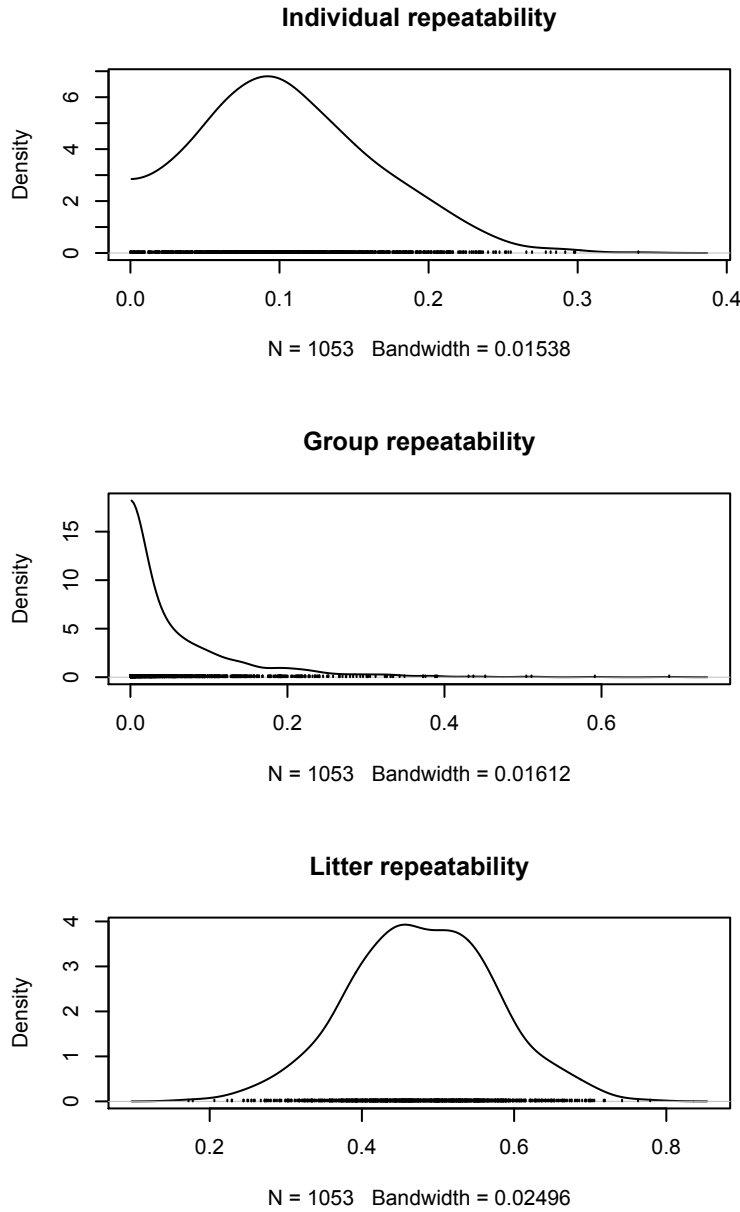 Individual repeatability
Density
0 2 4 6
0.0 0.1 0.2 0.3 0.4
N = 1053 Bandwidth = 0.01538
Group repeatability
Density
0 5 10 15
0.0 0.2 0.4 0.6
N = 1053 Bandwidth = 0.01612
Litter repeatability
Density
0 1 2 3 4
0.2 0.4 0.6 0.8
N = 1053 Bandwidth = 0.02496